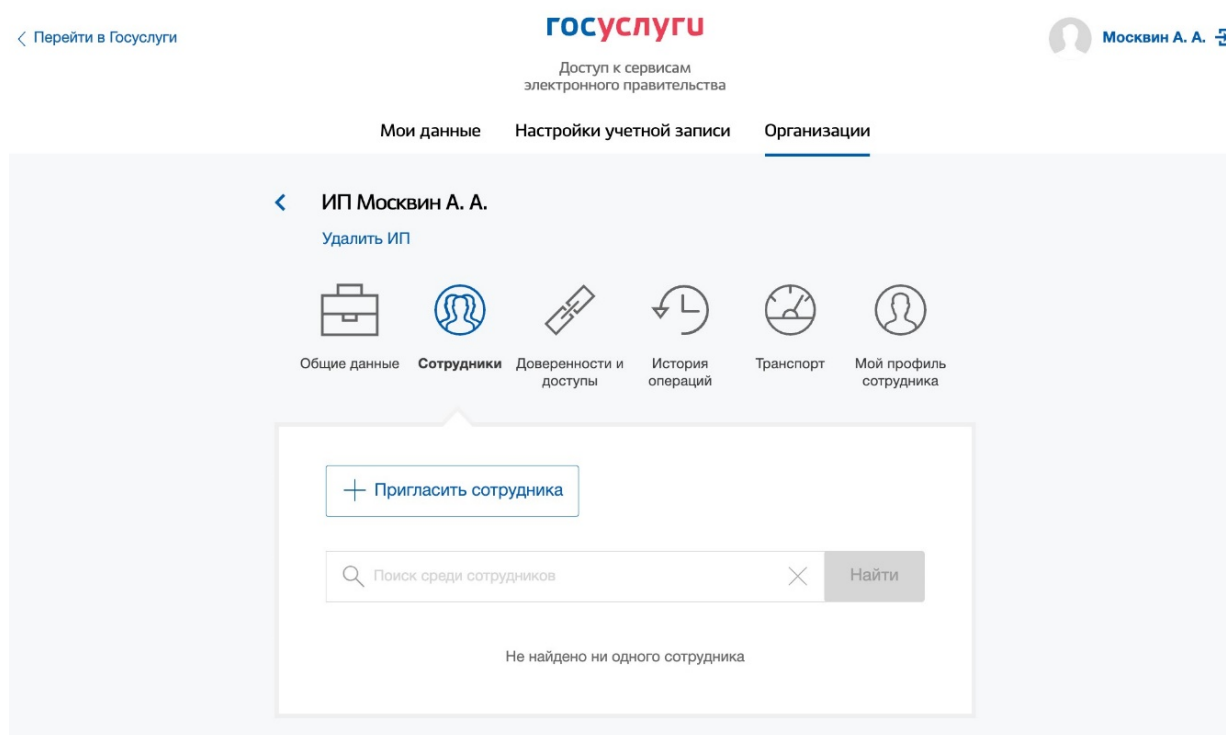 Перейти в Госуслуги
госуслуги
Москвин А. А.
Доступ к сервисам
электронного правительства
Мои данные
Настройки учетной записи
Организации
ИП Москвин А. А.
Удалить ИП
Общие данные
Сотрудники
Доверенности и
доступы
История
операций
Транспорт
Мой профиль
сотрудника
Пригласить сотрудника
Поиск среди сотрудников
Найти
Не найдено ни одного сотрудника